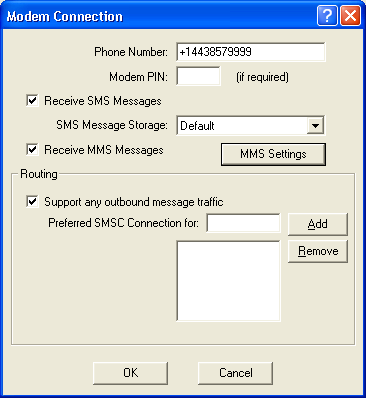 Modem Connection
Phone Number: +14438579999
Modem PIN: (if required)
Receive SMS Messages
SMS Message Storage: Default
Receive MMS Messages MMS Settings
Routing
Support any outbound message traffic
Preferred SMSC Connection for: Add
Remove
OK Cancel